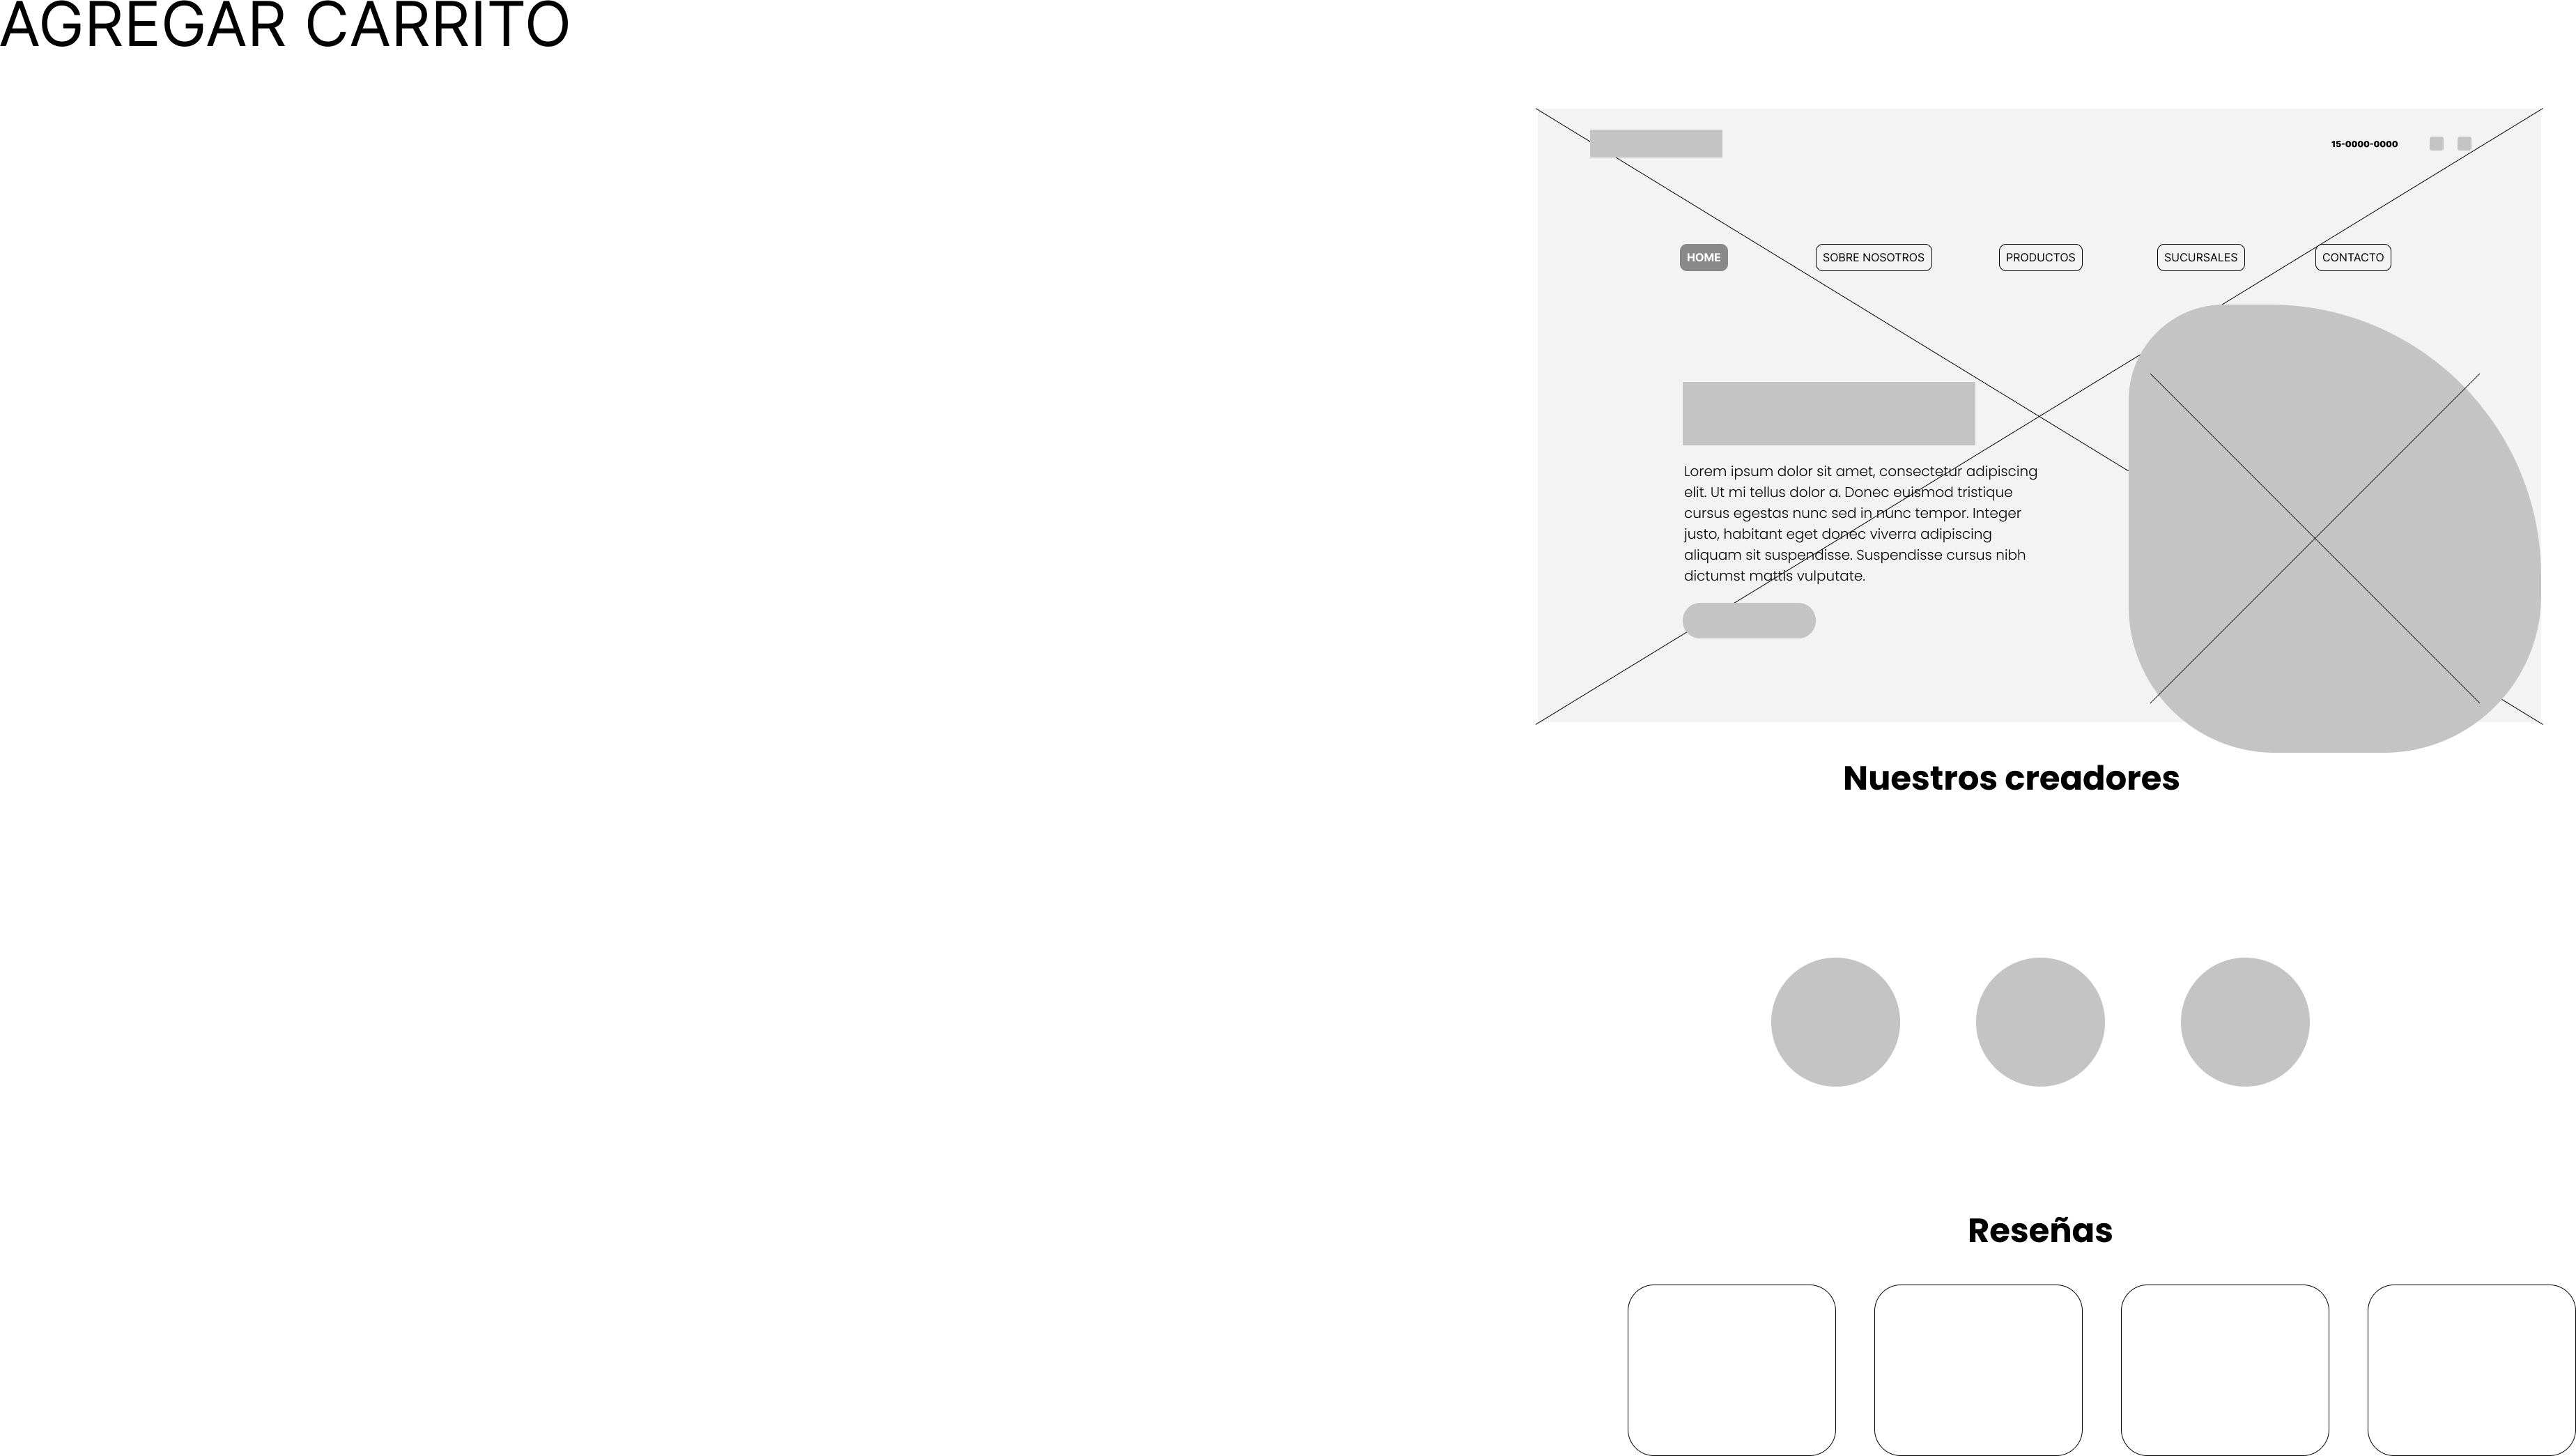 AGREGAR CARRITO
15-0000-0000
HOME
SOBRE NOSOTROS
PRODUCTOS
SUCURSALES
CONTACTO
Lorem ipsum dolor sit amet, consectetur adipiscing
elit. Ut mi tellus dolor a. Donec euismod tristique
cursus egestas nunc sed in nunc tempor. Integer
justo, habitant eget donec viverra adipiscing
aliquam sit suspendisse. Suspendisse cursus nibh
dictumst mattis vulputate.
Nuestros creadores
Reseñas